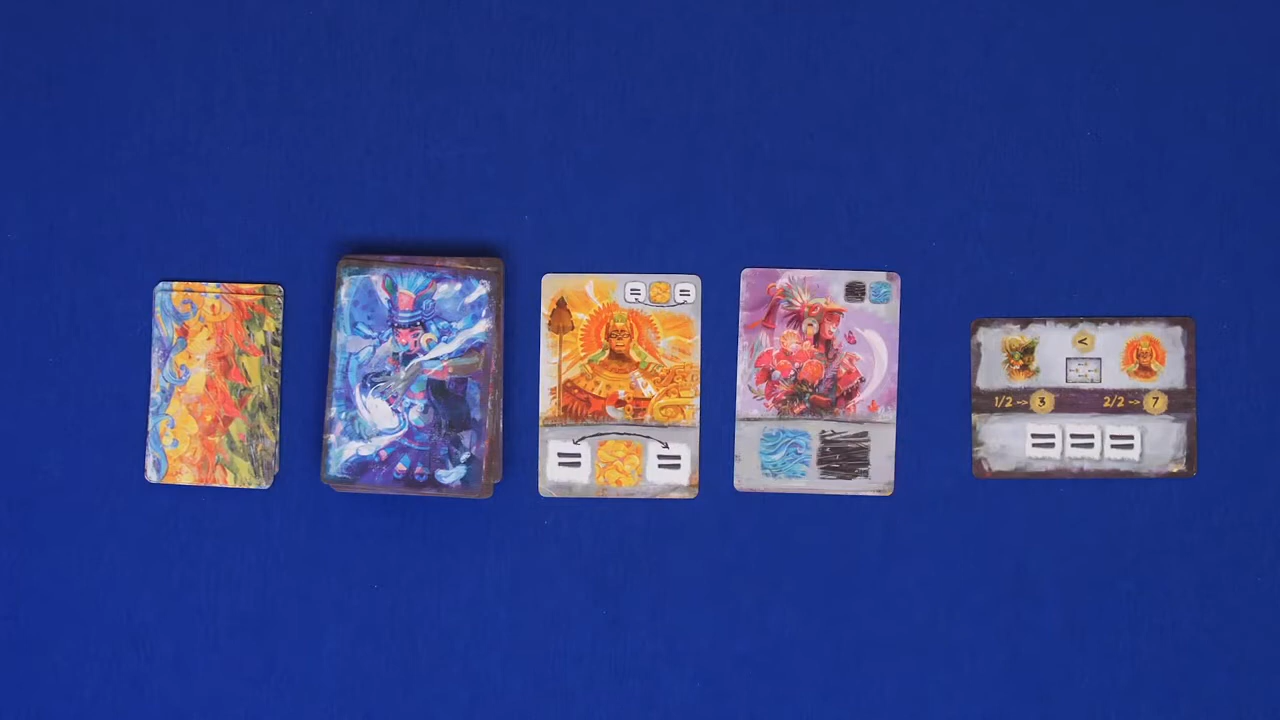 =
=
=
=
<
1/2 -> 3
2/2 -> 7
= = =